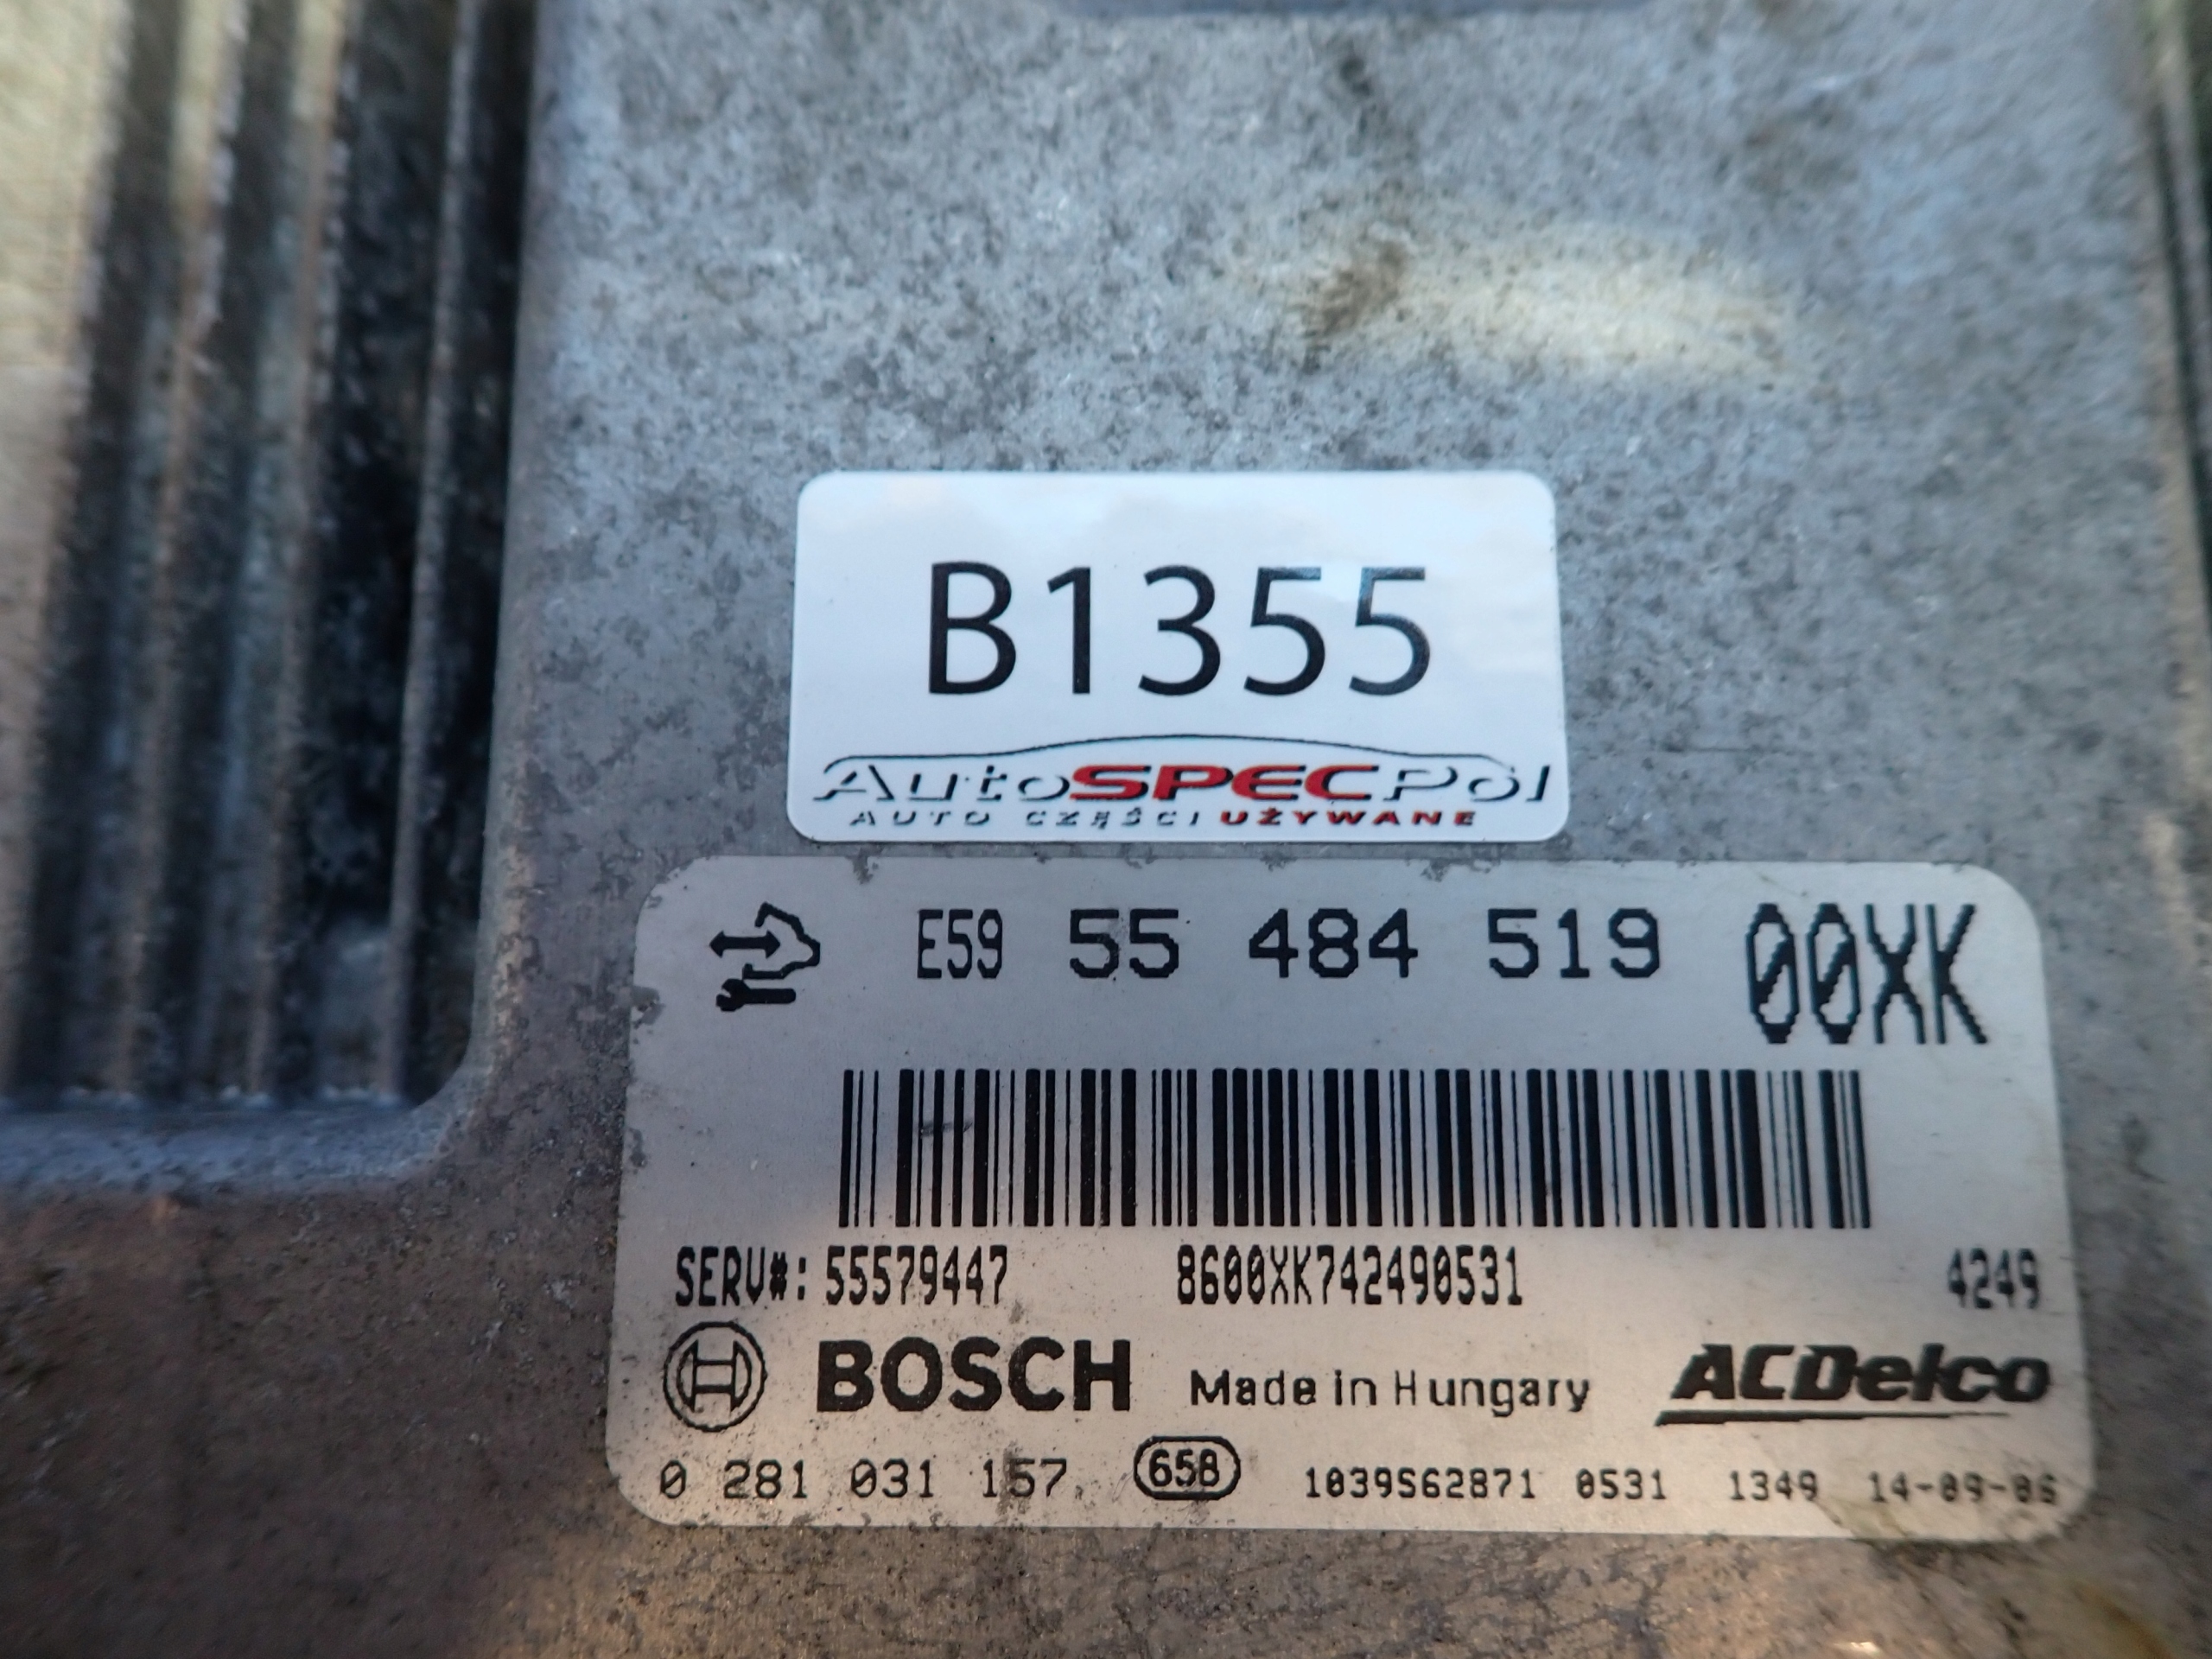 B1355
AutoSPECPol
AUTO CZĘŚCI UŻYWANE
E59 55 484 519 00XK
SERV#: 55579447 8600XK742490531 4249
BOSCH Made in Hungary ACDelco
0 281 031 157 65B 1039S62871 0531 1349 14-09-06